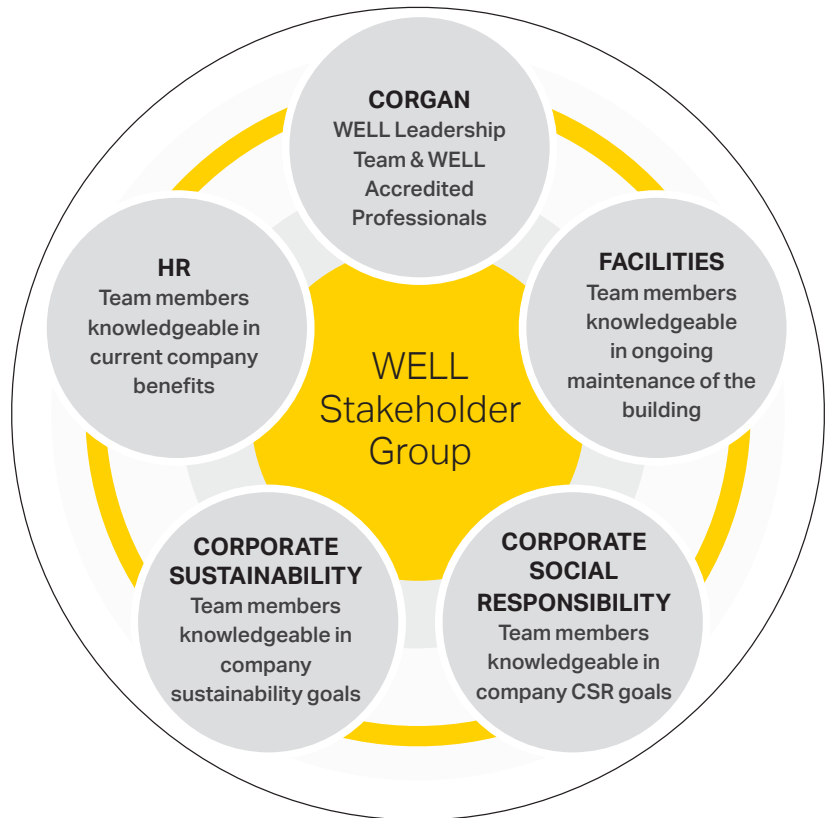 CORGAN
WELL Leadership
Team & WELL
Accredited
Professionals
HR
Team members
knowledgeable in
current company
benefits
FACILITIES
Team members
knowledgeable
in ongoing
maintenance of the
building
WELL
Stakeholder
Group
CORPORATE
SUSTAINABILITY
Team members
knowledgeable in
company
sustainability goals
CORPORATE
SOCIAL
RESPONSIBILITY
Team members
knowledgeable in
company CSR goals